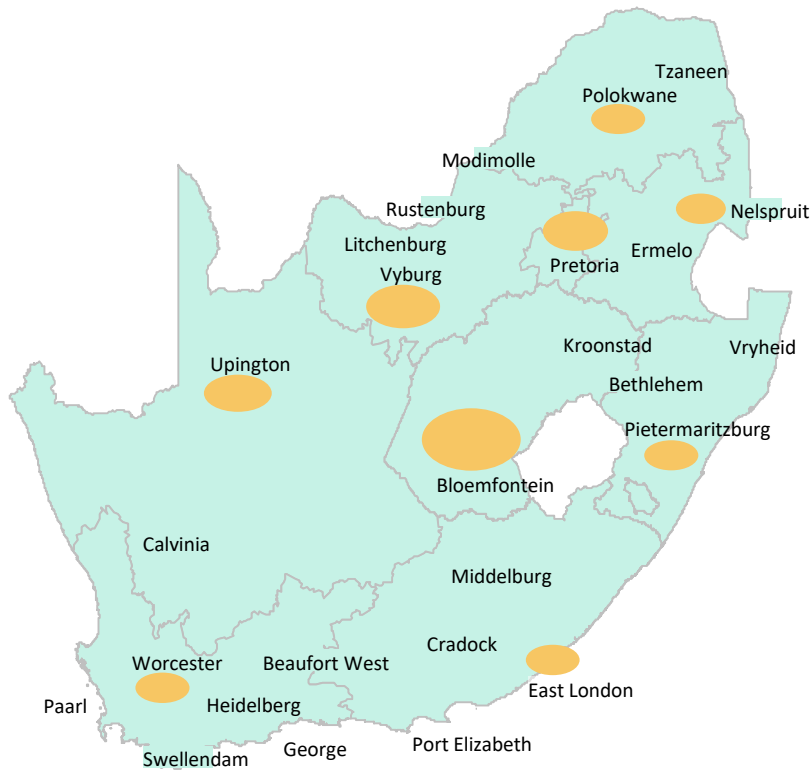 Tzaneen
Polokwane
Modimolle
Rustenburg
Nelspruit
Litchenburg
Ermelo
Pretoria
Vyburg
Kroonstad
Vryheid
Upington
Bethlehem
Pietermaritzburg
Bloemfontein
Calvinia
Middelburg
Cradock
Worcester
Beaufort West
East London
Paarl
Heidelberg
George
Port Elizabeth
Swellendam